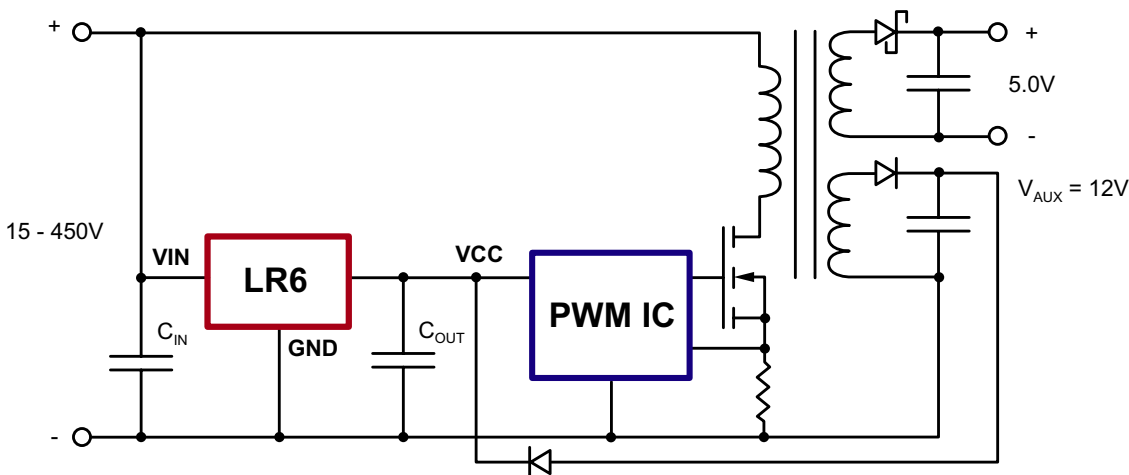 +
+
5.0V
-
V_AUX = 12V
15 - 450V
VIN
LR6
VCC
PWM IC
C_IN
GND
C_OUT
-